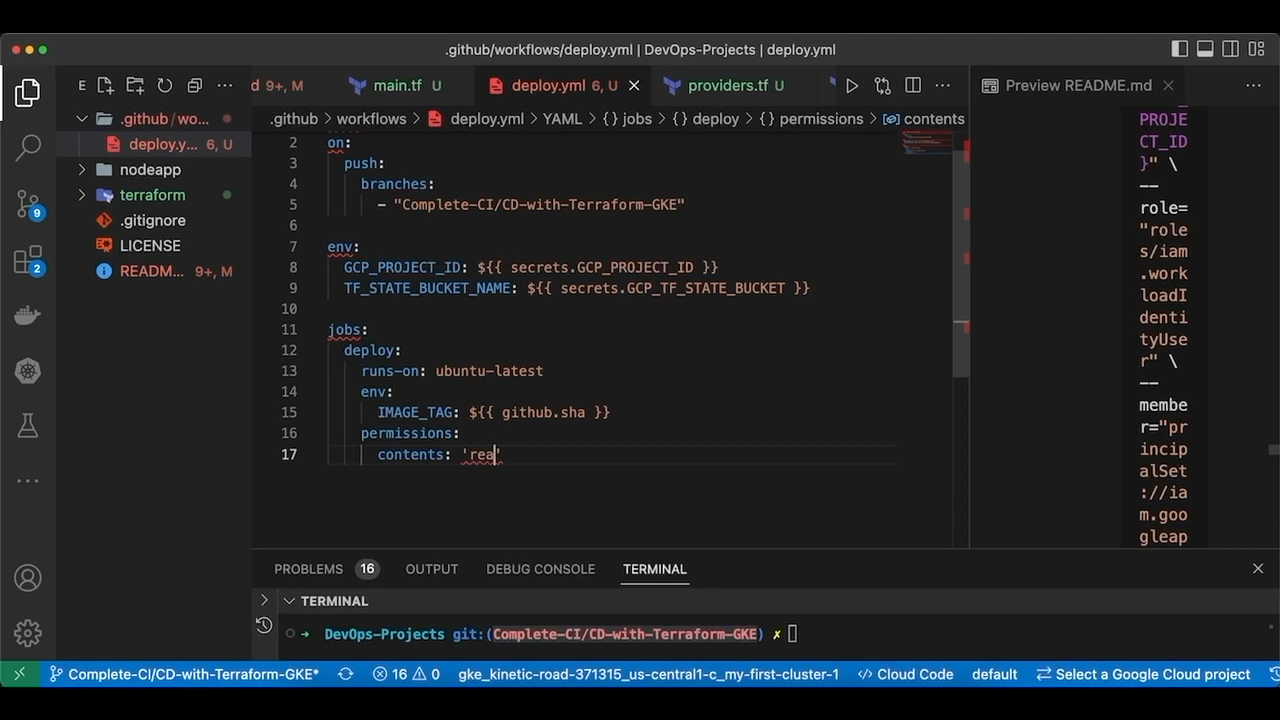 .github/workflows/deploy.yml | DevOps-Projects | deploy.yml
E
d 9+, M
main.tf U
deploy.yml 6, U
providers.tf U
Preview README.md
.github/wo...
deploy.y... 6, U
nodeapp
terraform
.gitignore
LICENSE
READM... 9+, M
9
2
.github > workflows > deploy.yml > YAML > {} jobs > {} deploy > {} permissions > contents
2 on:
3 push:
4 branches:
5 - "Complete-CI/CD-with-Terraform-GKE"
6
7 env:
8 GCP_PROJECT_ID: ${{ secrets.GCP_PROJECT_ID }}
9 TF_STATE_BUCKET_NAME: ${{ secrets.GCP_TF_STATE_BUCKET }}
10
11 jobs:
12 deploy:
13 runs-on: ubuntu-latest
14 env:
15 IMAGE_TAG: ${{ github.sha }}
16 permissions:
17 contents: 'rea'
PROJE
CT_ID
}" \
--
role=
"role
s/iam
.work
loadI
denti
tyUse
r" \
--
membe
r="pr
incip
alSet
://ia
m.goo
gleap
PROBLEMS 16 OUTPUT DEBUG CONSOLE TERMINAL
TERMINAL
DevOps-Projects git:(Complete-CI/CD-with-Terraform-GKE) ✗
Complete-CI/CD-with-Terraform-GKE* 16 0 gke_kinetic-road-371315_us-central1-c_my-first-cluster-1 Cloud Code default Select a Google Cloud project